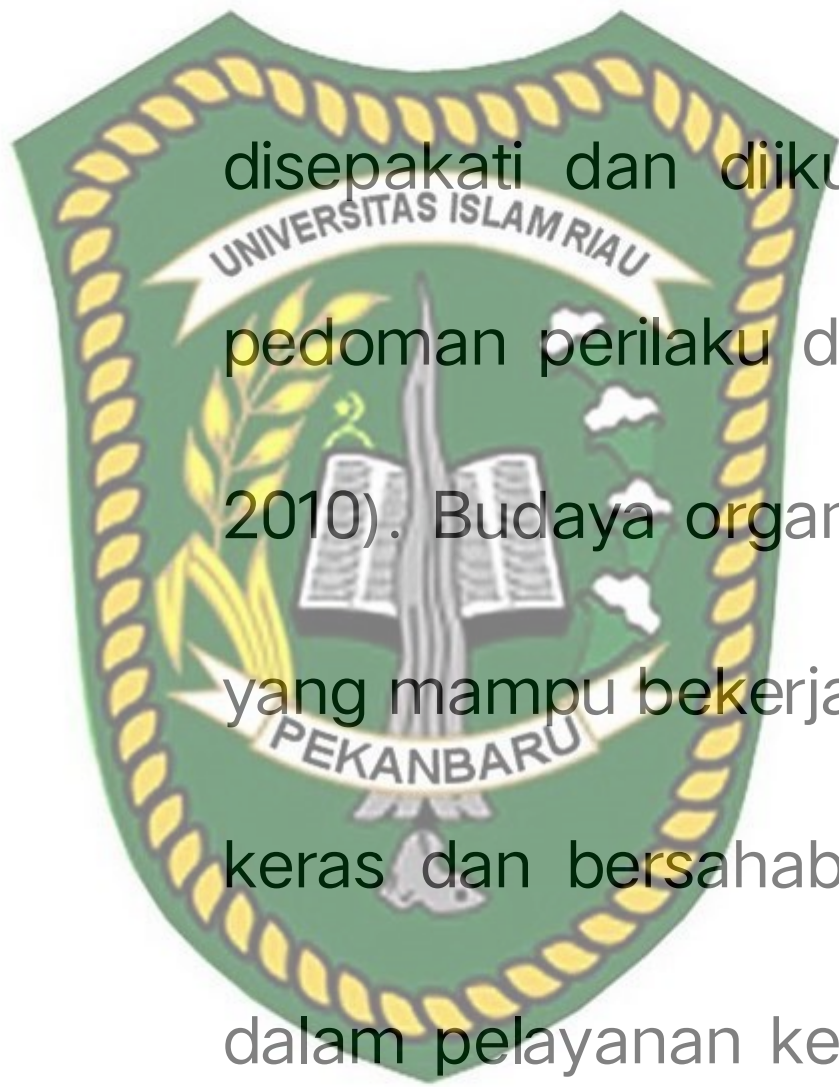 disepakati dan diiku
UNIVERSITAS ISLAM RIAU
pedoman perilaku d
2010). Budaya organ
yang mampu bekerja
PEKANBARU
keras dan bersahab
dalam pelayanan ke